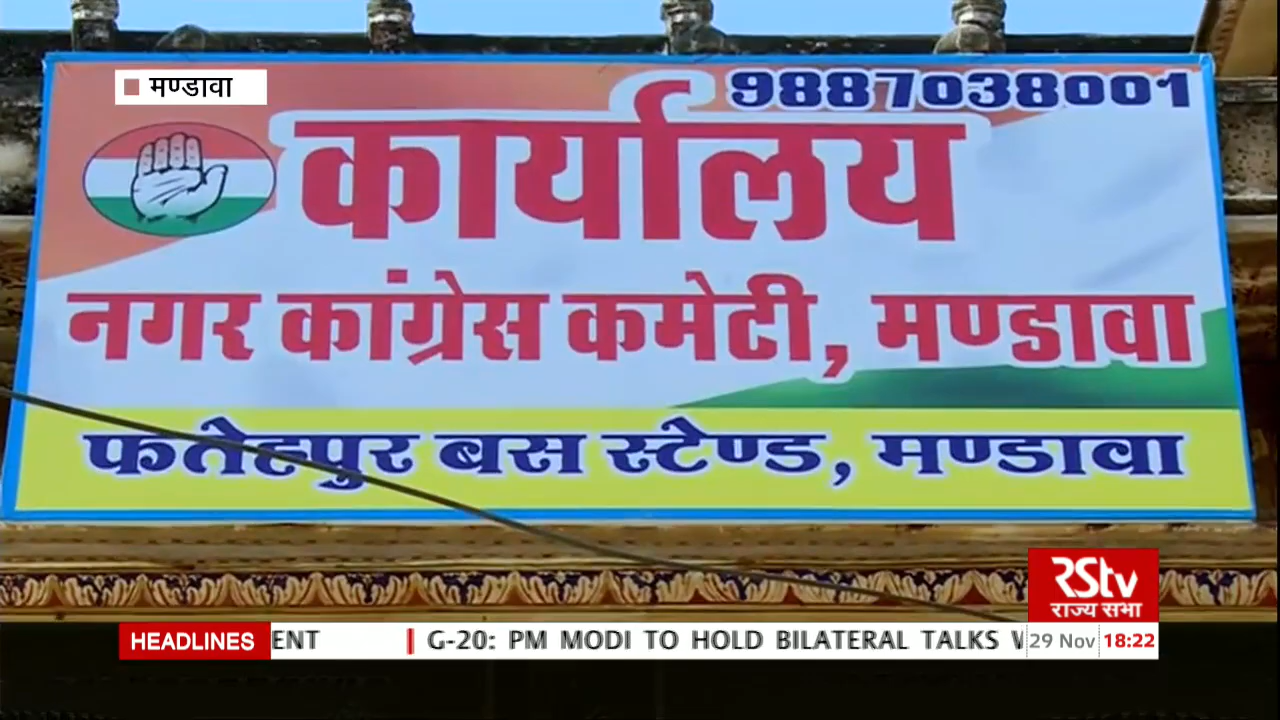 मण्डावा
9887038001
कार्यालय
नगर कांग्रेस कमेटी, मण्डावा
फतेहपुर बस स्टेण्ड, मण्डावा
RStv
राज्य सभा
HEADLINES ENT | G-20: PM MODI TO HOLD BILATERAL TALKS 29 Nov 18:22